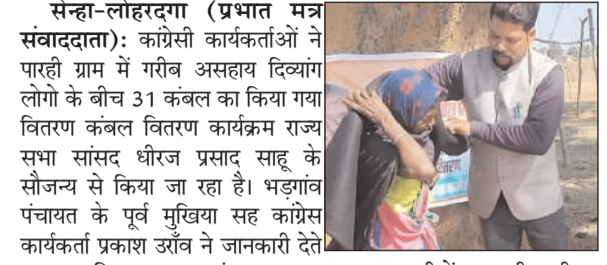 सेन्हा-लोहरदगा (प्रभात मत्र
संवाददाता): कांग्रेसी कार्यकर्ताओं ने
पारही ग्राम में गरीब असहाय दिव्यांग
लोगो के बीच 31 कंबल का किया गया
वितरण कंबल वितरण कार्यक्रम राज्य
सभा सांसद धीरज प्रसाद साहू के
सौजन्य से किया जा रहा है। भड़गांव
पंचायत के पूर्व मुखिया सह कांग्रेस
कार्यकर्ता प्रकाश उराँव ने जानकारी देते